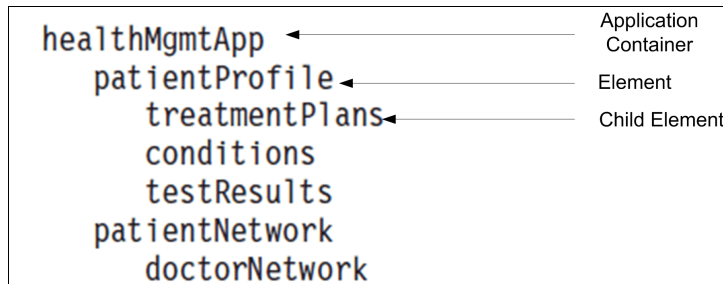 healthMgmtApp
Application
Container
patientProfile
Element
treatmentPlans
Child Element
conditions
testResults
patientNetwork
doctorNetwork